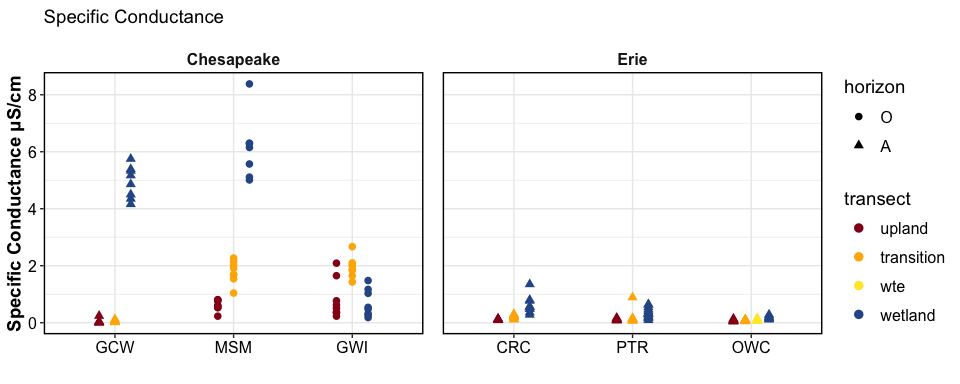 Specific Conductance
Chesapeake
Erie
Specific Conductance µS/cm
8
6
4
2
0
GCW MSM GWI
CRC PTR OWC
horizon
O
A
transect
upland
transition
wte
wetland